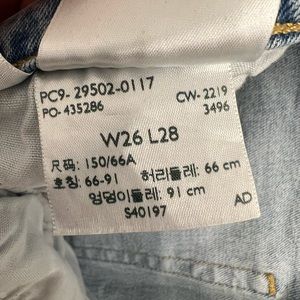 PC9- 29502-0117
PO- 435286 CW- 2219
3496
W26 L28
尺码: 150/66A
호칭: 66-91 허리둘레: 66 cm
엉덩이둘레: 91 cm
S40197 AD